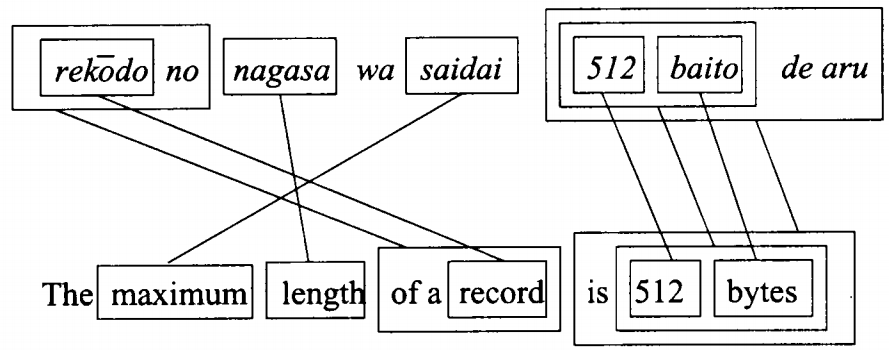 rekōdo no nagasa wa saidai 512 baito de aru
The maximum length of a record is 512 bytes